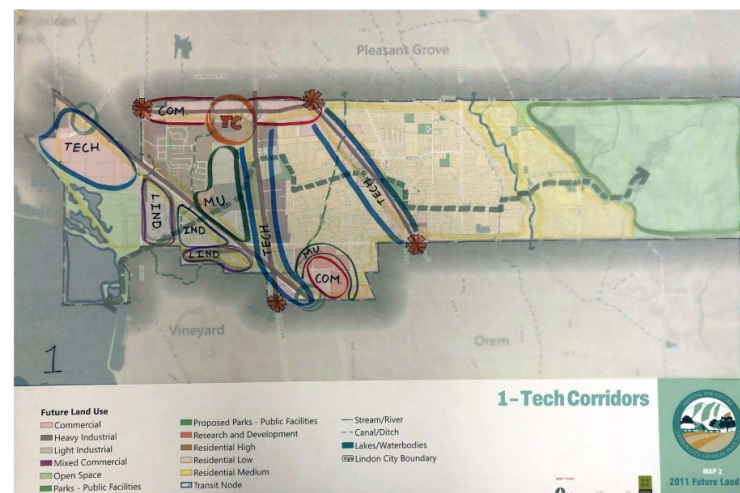 American
Pleasant Grove
COM.
TC
TECH.
TECH.
LIND
M.U
IND
LIND.
TECH
MU
COM.
Vineyard
Orem
1
1-Tech Corridors
Future Land Use
Commercial
Heavy Industrial
Light Industrial
Mixed Commercial
Open Space
Parks - Public Facilities
Proposed Parks - Public Facilities
Research and Development
Residential High
Residential Low
Residential Medium
Transit Node
Stream/River
Canal/Ditch
Lakes/Waterbodies
Lindon City Boundary
MAP 2
2011 Future Land